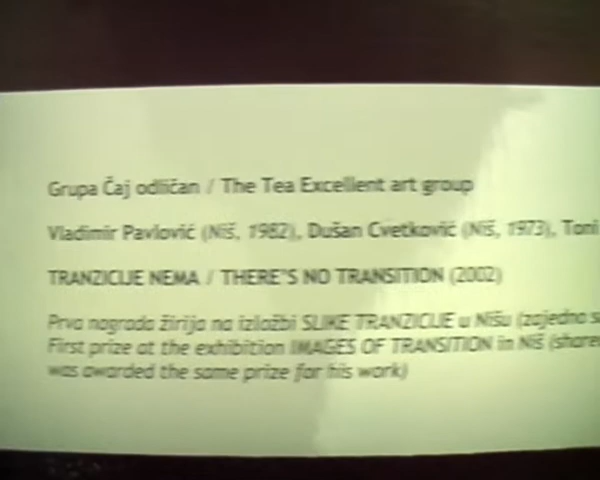 Grupa Čaj odličan / The Tea Excellent art group
Vladimir Pavlović (Niš, 1982), Dušan Cvetković (Niš, 1973), Toni
TRANZICIJE NEMA / THERE'S NO TRANSITION (2002)
Prva nagrada žirija na izložbi SLIKE TRANZICIJE u Nišu (zajedno s
First prize at the exhibition IMAGES OF TRANSITION in Niš (share
was awarded the same prize for his work)